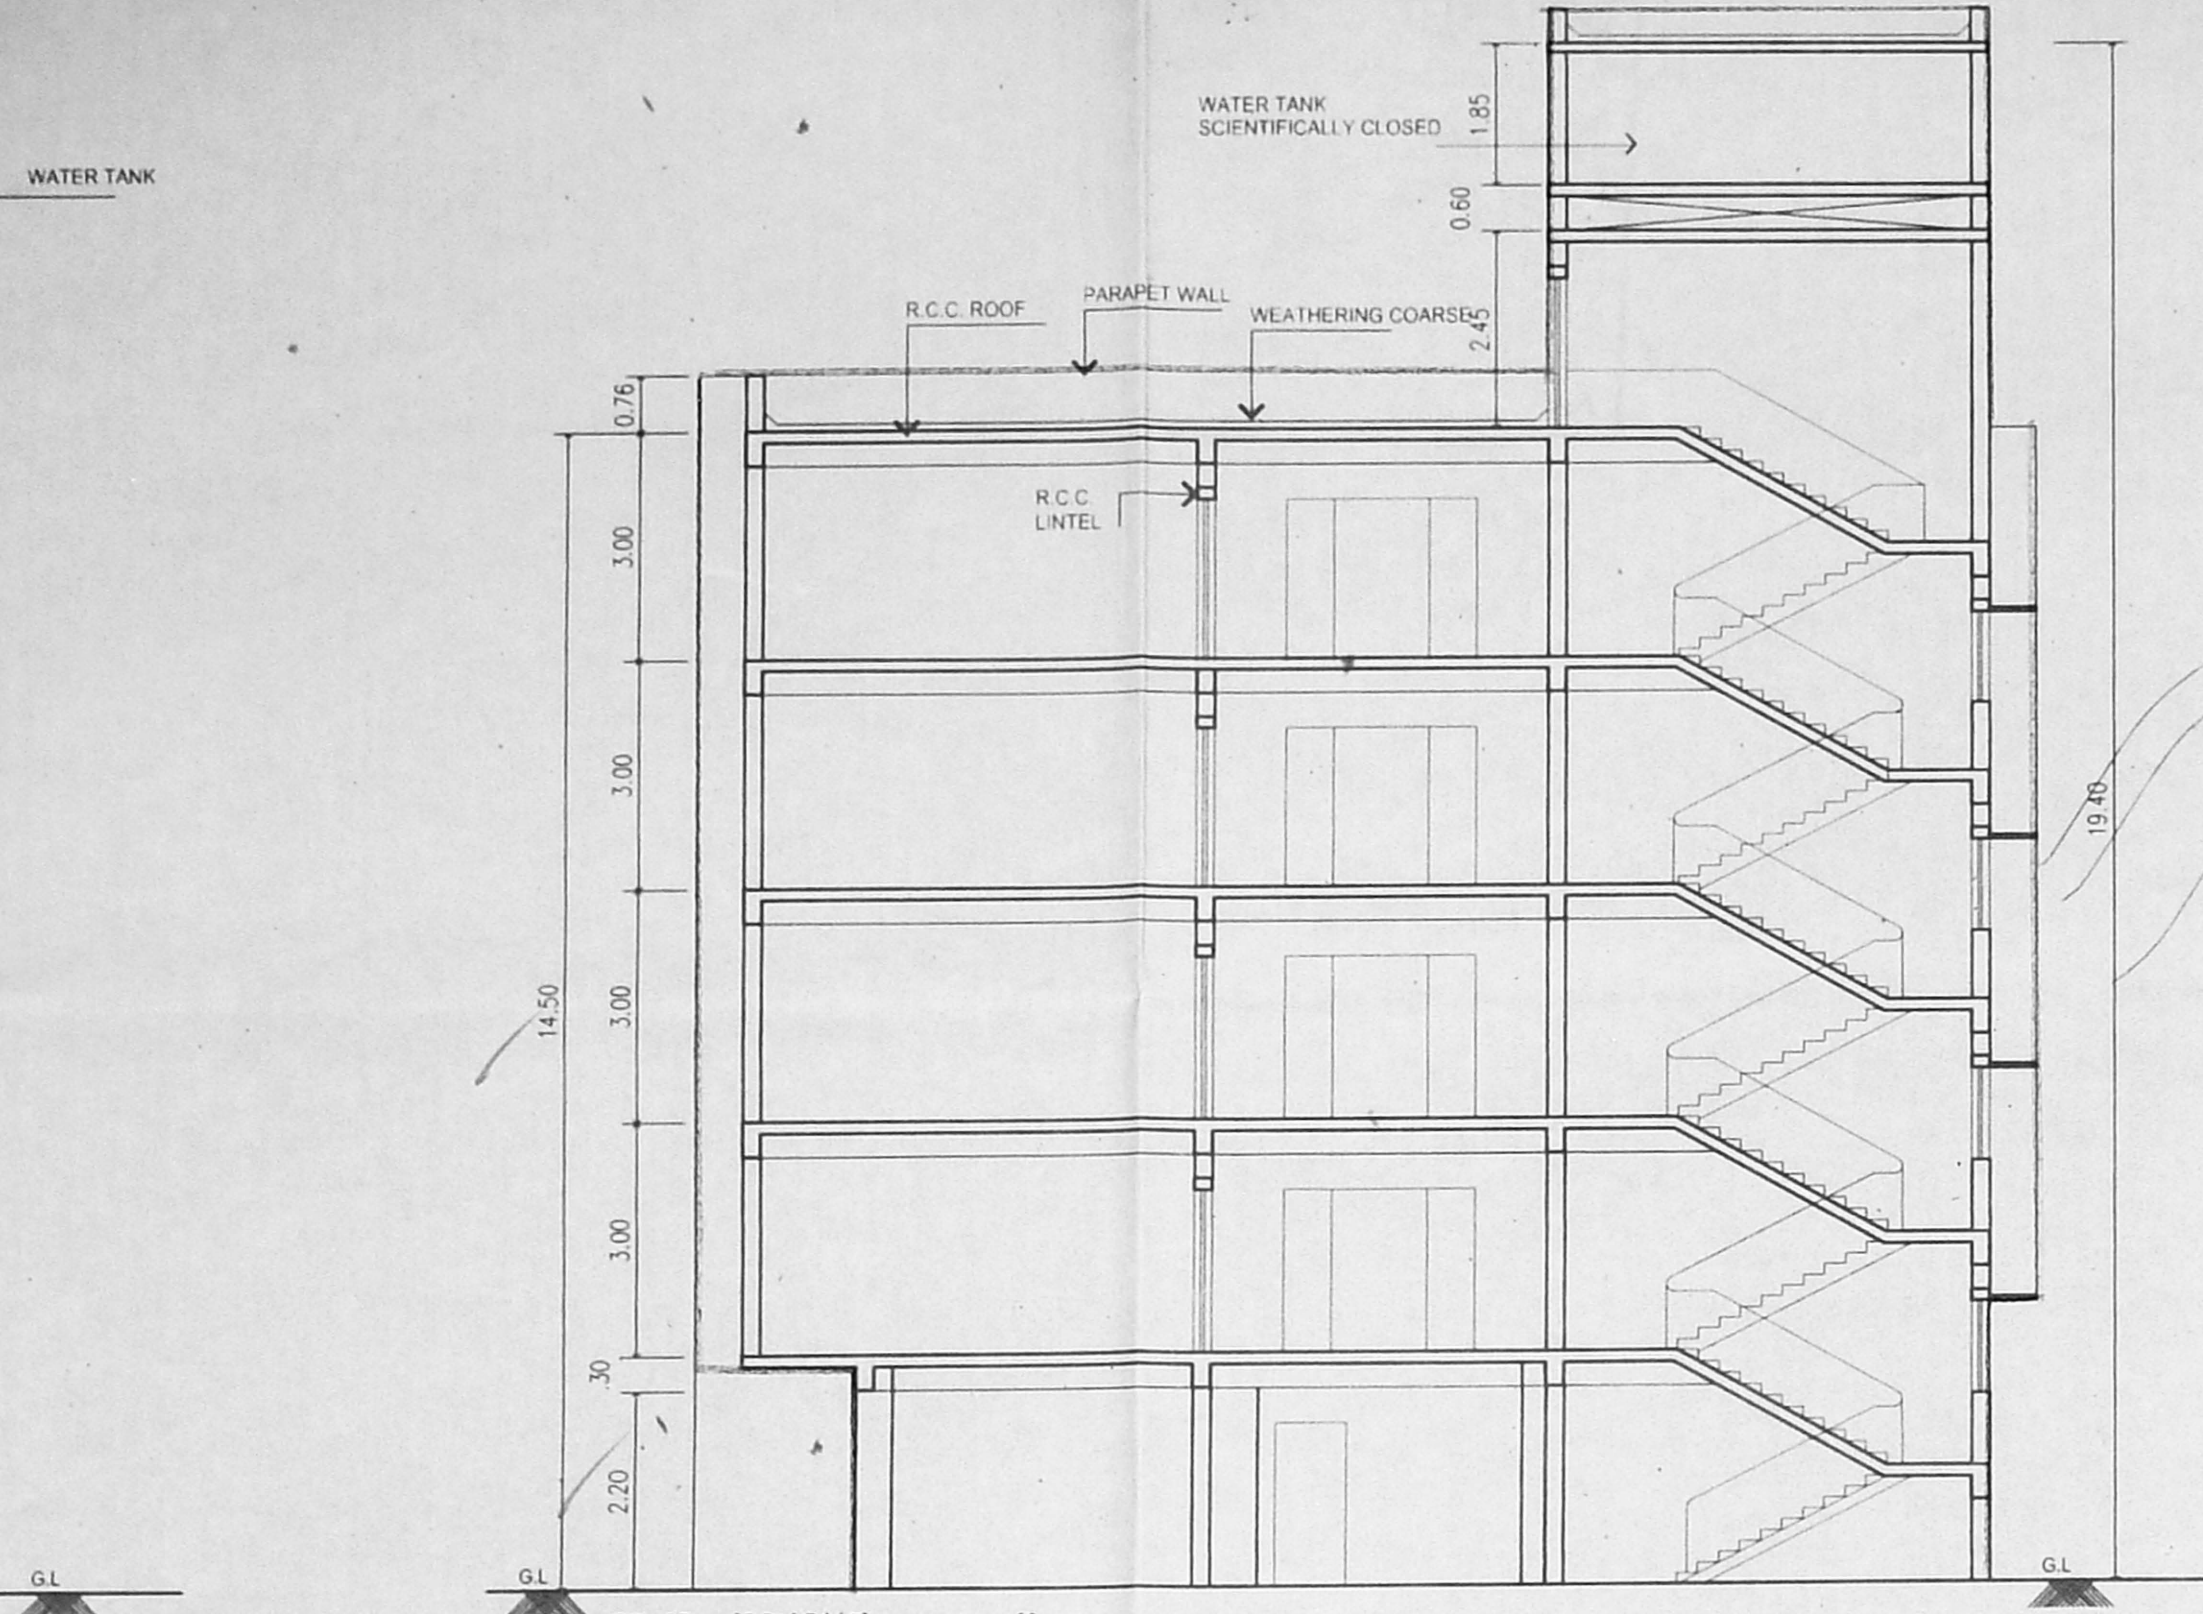 WATER TANK
WATER TANK
SCIENTIFICALLY CLOSED
1.85
0.60
2.45
R.C.C. ROOF
PARAPET WALL
WEATHERING COARSE
0.76
R.C.C.
LINTEL
3.00
3.00
19.40
14.50
3.00
3.00
.30
2.20
G.L
G.L
G.L